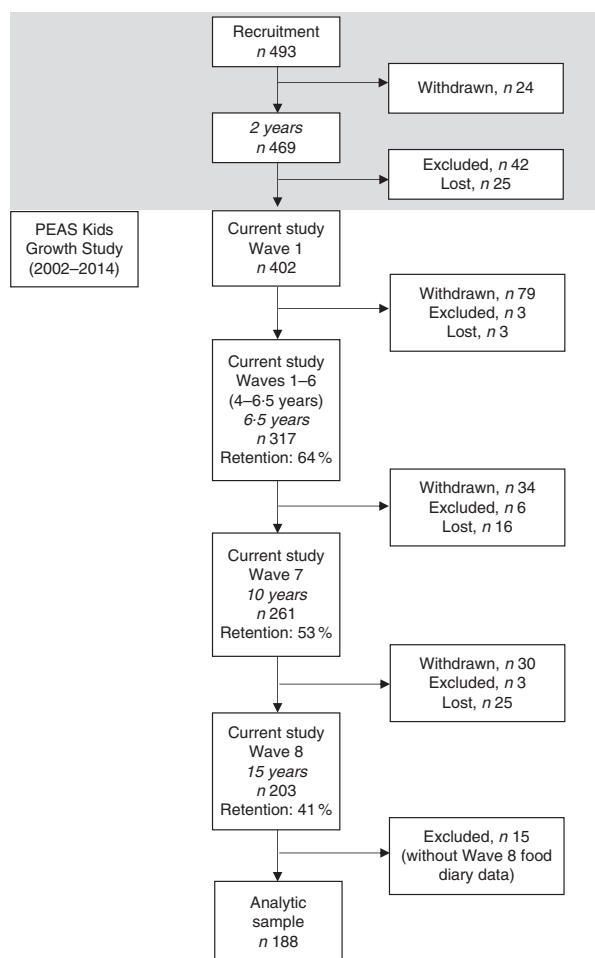 Recruitment
n 493
Withdrawn, n 24
2 years
n 469
Excluded, n 42
Lost, n 25
PEAS Kids
Growth Study
(2002–2014)
Current study
Wave 1
n 402
Withdrawn, n 79
Excluded, n 3
Lost, n 3
Current study
Waves 1–6
(4–6·5 years)
6·5 years
n 317
Retention: 64 %
Withdrawn, n 34
Excluded, n 6
Lost, n 16
Current study
Wave 7
10 years
n 261
Retention: 53 %
Withdrawn, n 30
Excluded, n 3
Lost, n 25
Current study
Wave 8
15 years
n 203
Retention: 41 %
Excluded, n 15
(without Wave 8 food
diary data)
Analytic
sample
n 188